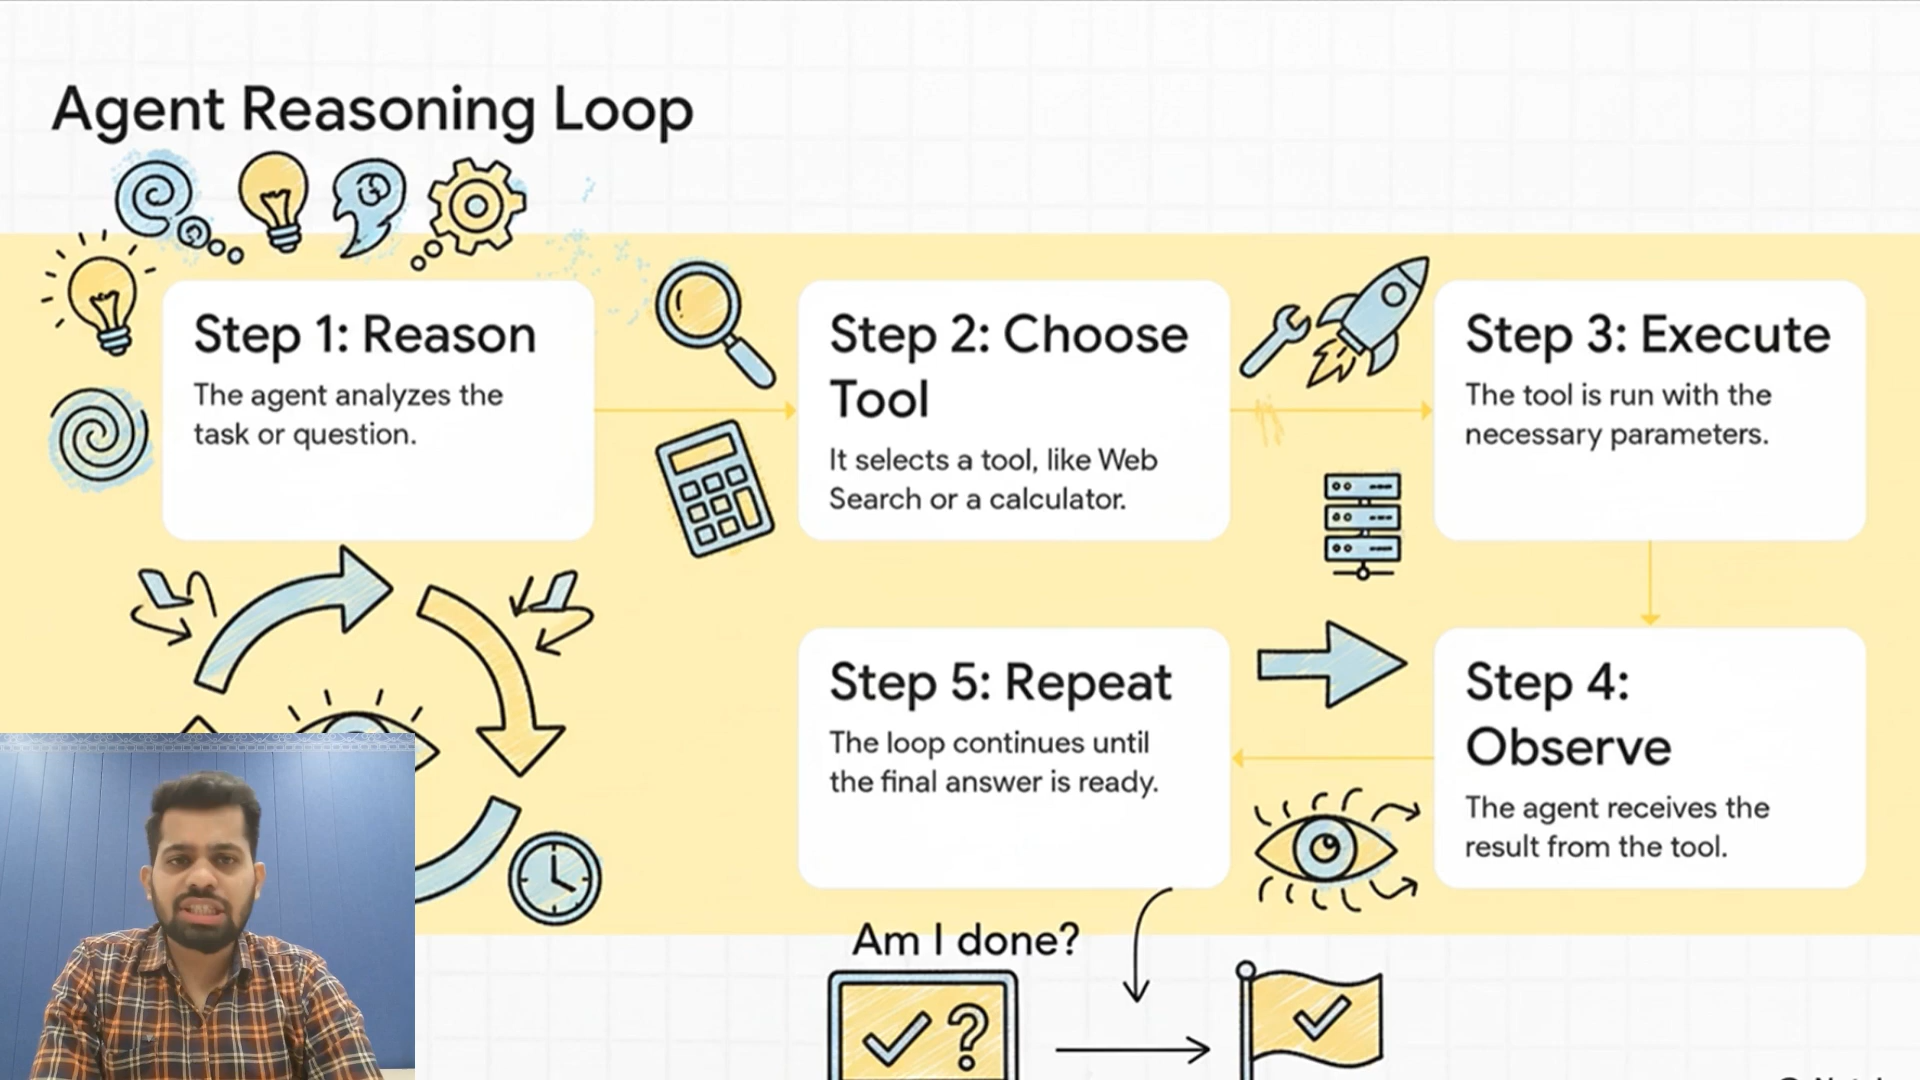 Agent Reasoning Loop
Step 1: Reason
The agent analyzes the
task or question.
Step 2: Choose
Tool
It selects a tool, like Web
Search or a calculator.
Step 3: Execute
The tool is run with the
necessary parameters.
Step 4:
Observe
The agent receives the
result from the tool.
Step 5: Repeat
The loop continues until
the final answer is ready.
Am I done?
?